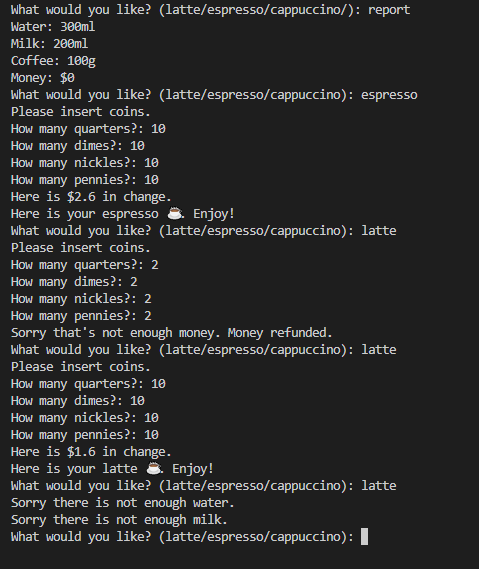 What would you like? (latte/espresso/cappuccino/): report
Water: 300ml
Milk: 200ml
Coffee: 100g
Money: $0
What would you like? (latte/espresso/cappuccino): espresso
Please insert coins.
How many quarters?: 10
How many dimes?: 10
How many nickles?: 10
How many pennies?: 10
Here is $2.6 in change.
Here is your espresso ☕. Enjoy!
What would you like? (latte/espresso/cappuccino): latte
Please insert coins.
How many quarters?: 2
How many dimes?: 2
How many nickles?: 2
How many pennies?: 2
Sorry that's not enough money. Money refunded.
What would you like? (latte/espresso/cappuccino): latte
Please insert coins.
How many quarters?: 10
How many dimes?: 10
How many nickles?: 10
How many pennies?: 10
Here is $1.6 in change.
Here is your latte ☕. Enjoy!
What would you like? (latte/espresso/cappuccino): latte
Sorry there is not enough water.
Sorry there is not enough milk.
What would you like? (latte/espresso/cappuccino):